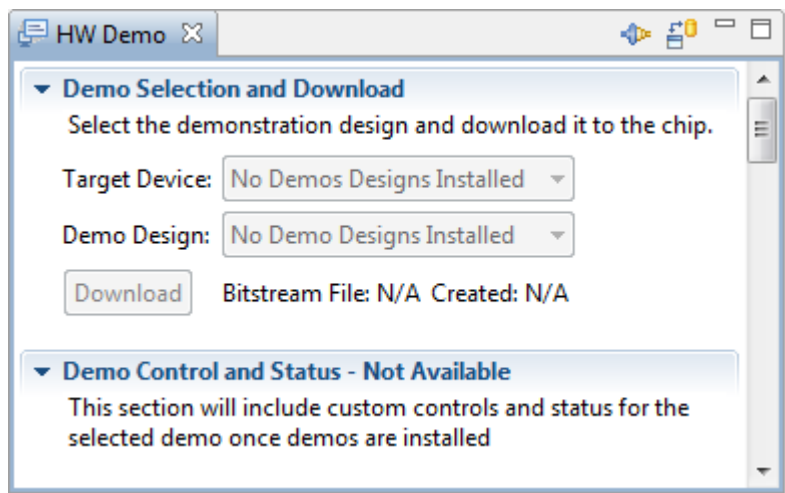 HW Demo
Demo Selection and Download
Select the demonstration design and download it to the chip.
Target Device: No Demos Designs Installed
Demo Design: No Demo Designs Installed
Download Bitstream File: N/A Created: N/A
Demo Control and Status - Not Available
This section will include custom controls and status for the
selected demo once demos are installed